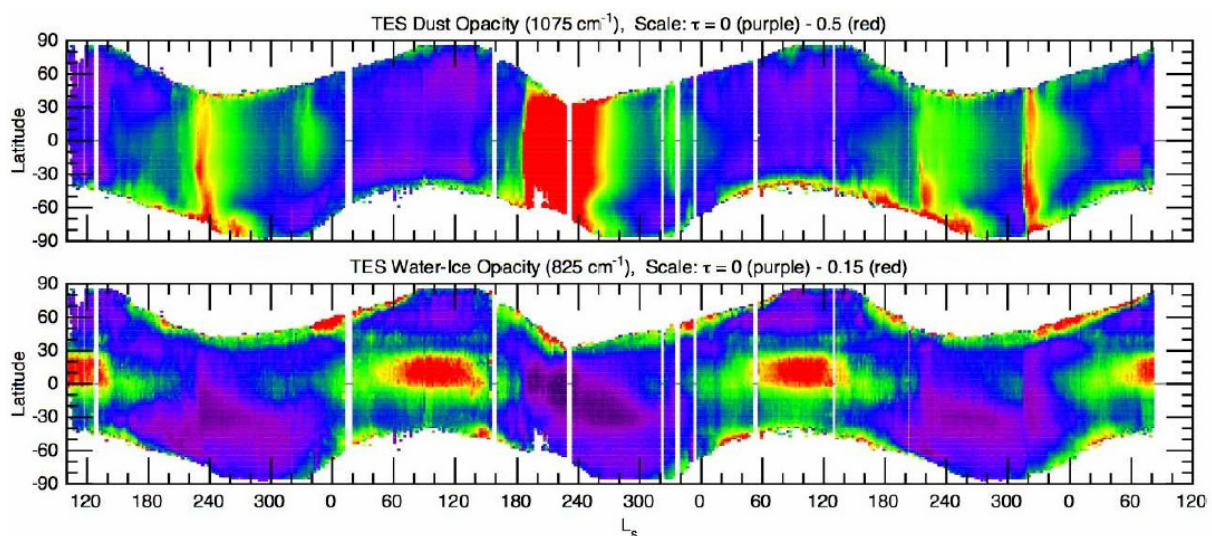 TES Dust Opacity (1075 cm⁻¹), Scale: τ = 0 (purple) - 0.5 (red)
90
60
30
0
-30
-60
-90
Latitude
TES Water-Ice Opacity (825 cm⁻¹), Scale: τ = 0 (purple) - 0.15 (red)
90
60
30
0
-30
-60
-90
Latitude
120 180 240 300 0 60 120 180 240 300 0 60 120 180 240 300 0 60 120
Lₛ